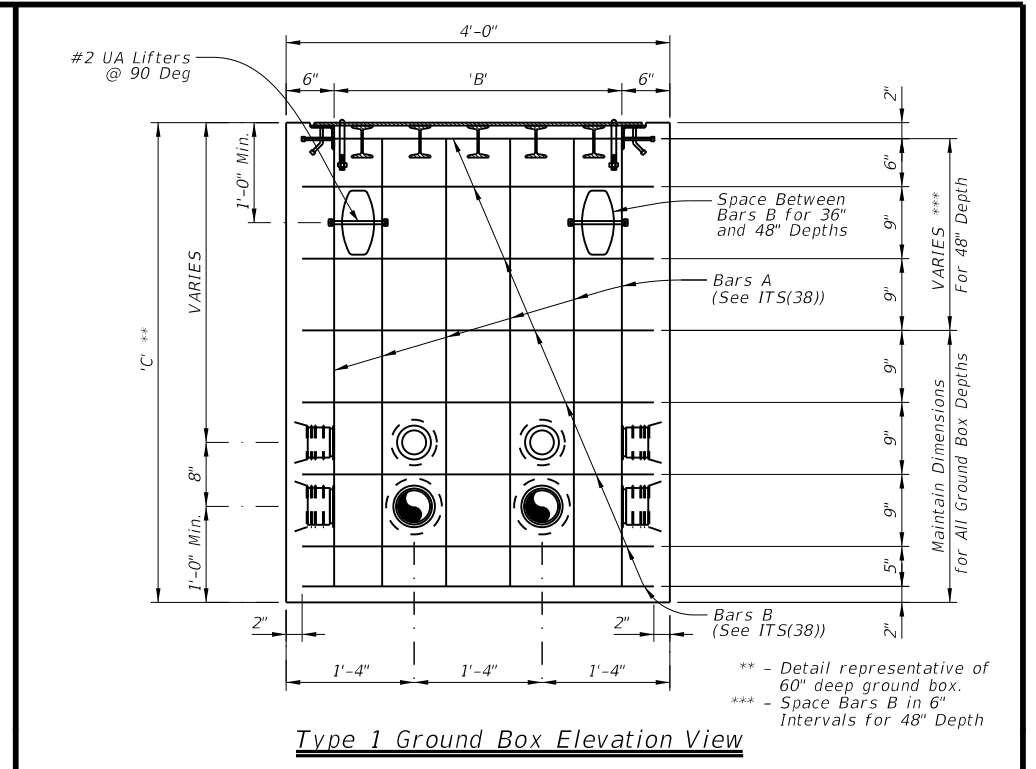 4'-0"
#2 UA Lifters
@ 90 Deg
6"
'B'
6"
2"
1'-0" Min.
6"
Space Between
Bars B for 36"
and 48" Depths
9"
VARIES ***
For 48" Depth
VARIES
Bars A
(See ITS(38))
9"
'C' **
9"
Maintain Dimensions
for All Ground Box Depths
9"
8"
9"
1'-0" Min.
5"
2"
2"
Bars B
(See ITS(38))
2"
1'-4"
1'-4"
1'-4"
** - Detail representative of
60" deep ground box.
*** - Space Bars B in 6"
Intervals for 48" Depth
Type 1 Ground Box Elevation View